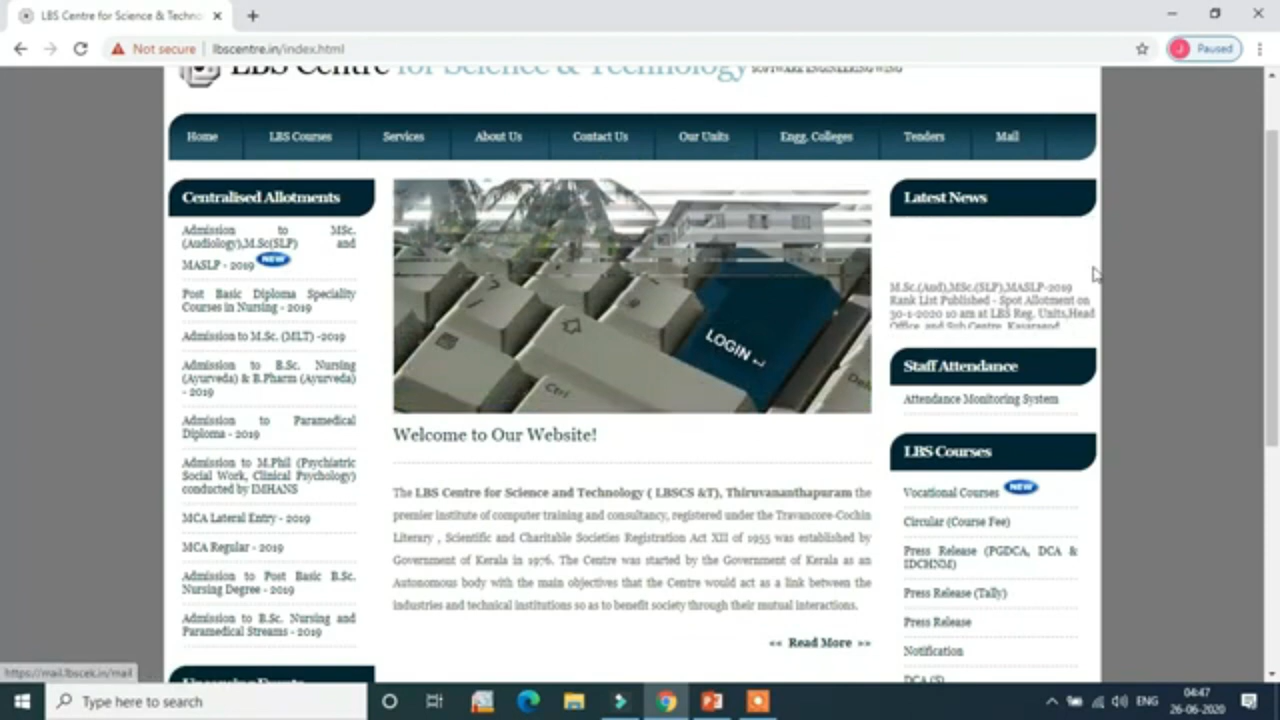 LBS Centre for Science & Techno
Not secure
lbscentre.in/index.html
Paused
LBS Centre for Science & Technology SOFTWARE ENGINEERING WING
Home
LBS Courses
Services
About Us
Contact Us
Our Units
Engg. Colleges
Tenders
Mail
Centralised Allotments
Admission to MSc.
(Audiology),M.Sc(SLP) and
MASLP - 2019 NEW
Post Basic Diploma Speciality
Courses in Nursing - 2019
Admission to M.Sc. (MLT) -2019
Admission to B.Sc. Nursing
(Ayurveda) & B.Pharm (Ayurveda)
- 2019
Admission to Paramedical
Diploma - 2019
Admission to M.Phil (Psychiatric
Social Work, Clinical Psychology)
conducted by IMHANS
MCA Lateral Entry - 2019
MCA Regular - 2019
Admission to Post Basic B.Sc.
Nursing Degree - 2019
Admission to B.Sc. Nursing and
Paramedical Streams - 2019
Upcoming Events
LOGIN
Ctrl
Welcome to Our Website!
The LBS Centre for Science and Technology ( LBSCS &T), Thiruvananthapuram the
premier institute of computer training and consultancy, registered under the Travancore-Cochin
Literary , Scientific and Charitable Societies Registration Act XII of 1955 was established by
Government of Kerala in 1976. The Centre was started by the Government of Kerala as an
Autonomous body with the main objectives that the Centre would act as a link between the
industries and technical institutions so as to benefit society through their mutual interactions.
<< Read More >>
Latest News
M.Sc.(Aud),MSc.(SLP),MASLP-2019
Rank List Published - Spot Allotment on
30-1-2020 10 am at LBS Reg. Units,Head
Office, and Sub Centre, Kasaragod
Staff Attendance
Attendance Monitoring System
LBS Courses
Vocational Courses NEW
Circular (Course Fee)
Press Release (PGDCA, DCA &
IDCHNM)
Press Release (Tally)
Press Release
Notification
DCA (S)
https://mail.lbscek.in/mail
Type here to search
ENG
04:47
26-06-2020